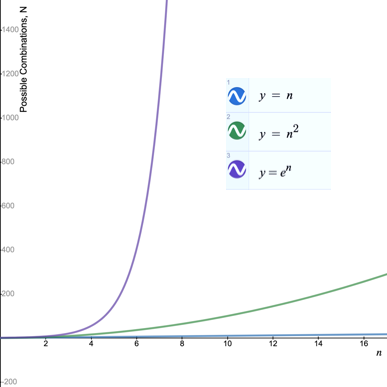 Possible Combinations, N
1400
1200
1000
800
600
400
200
-200
1
y = n
2
y = n²
3
y = eⁿ
2 4 6 8 10 12 14 16
n